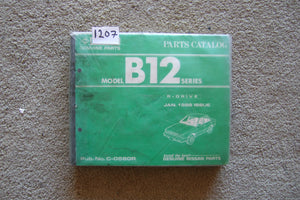 1207
GENUINE PARTS
PARTS CATALOG
MODEL B12 SERIES
R-DRIVE
JAN. 1986 ISSUE
GENUINE NISSAN PARTS
Pub. No. C-0580R